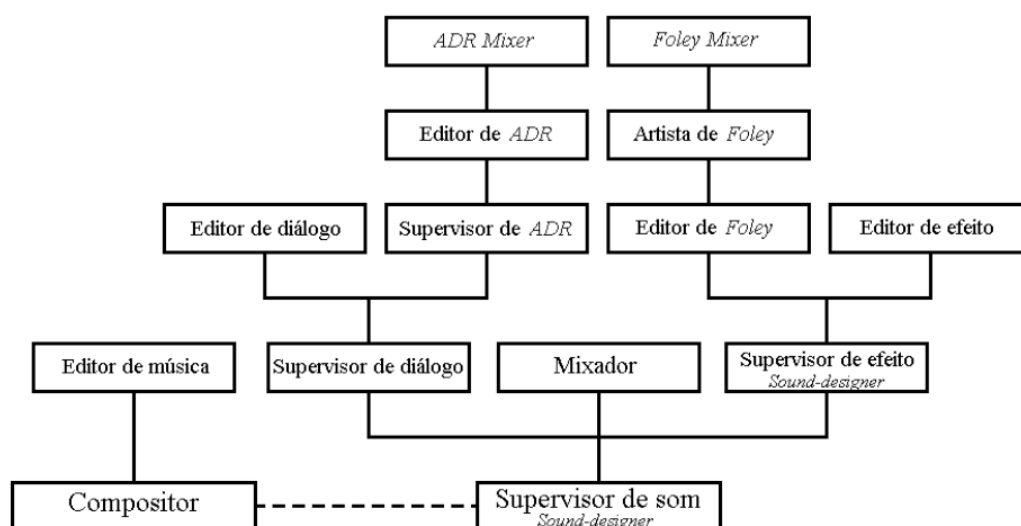 ADR Mixer
Foley Mixer
Editor de ADR
Artista de Foley
Editor de diálogo
Supervisor de ADR
Editor de Foley
Editor de efeito
Editor de música
Supervisor de diálogo
Mixador
Supervisor de efeito
Sound-designer
Compositor
Supervisor de som
Sound-designer